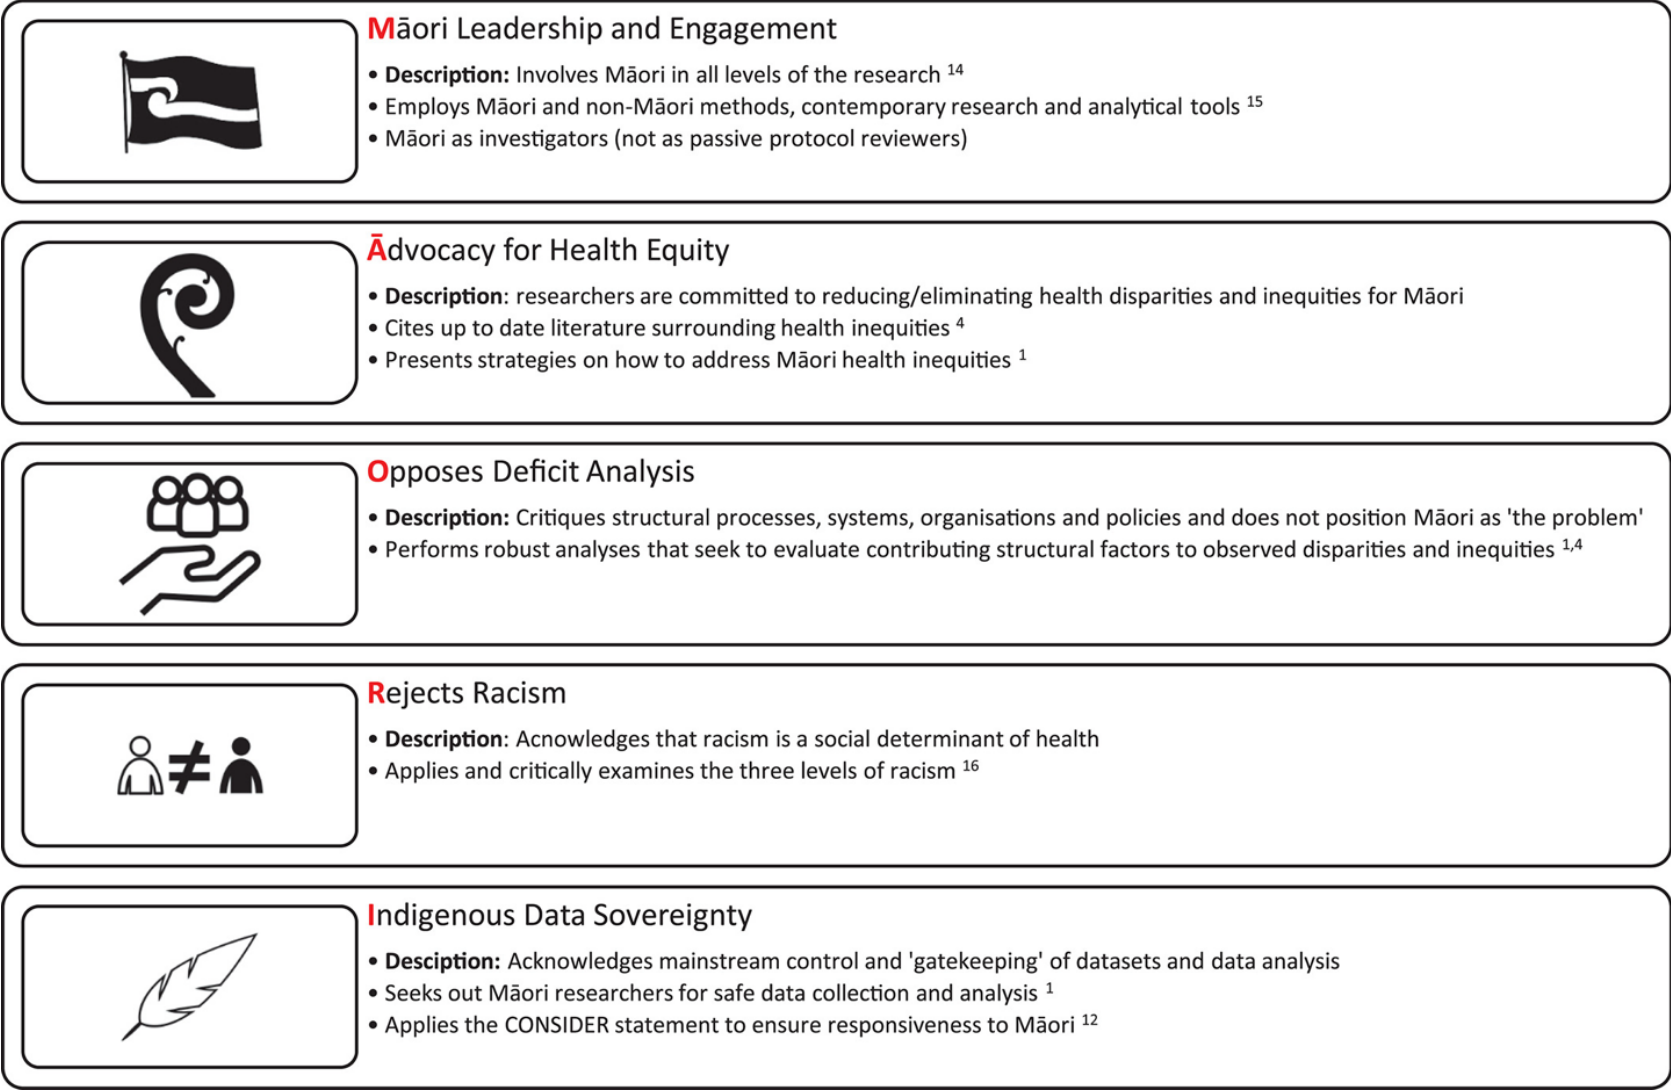 Māori Leadership and Engagement
• Description: Involves Māori in all levels of the research 14
• Employs Māori and non-Māori methods, contemporary research and analytical tools 15
• Māori as investigators (not as passive protocol reviewers)
Ādvocacy for Health Equity
• Description: researchers are committed to reducing/eliminating health disparities and inequities for Māori
• Cites up to date literature surrounding health inequities 4
• Presents strategies on how to address Māori health inequities 1
Opposes Deficit Analysis
• Description: Critiques structural processes, systems, organisations and policies and does not position Māori as 'the problem'
• Performs robust analyses that seek to evaluate contributing structural factors to observed disparities and inequities 1,4
Rejects Racism
• Description: Acnowledges that racism is a social determinant of health
• Applies and critically examines the three levels of racism 16
Indigenous Data Sovereignty
• Desciption: Acknowledges mainstream control and 'gatekeeping' of datasets and data analysis
• Seeks out Māori researchers for safe data collection and analysis 1
• Applies the CONSIDER statement to ensure responsiveness to Māori 12